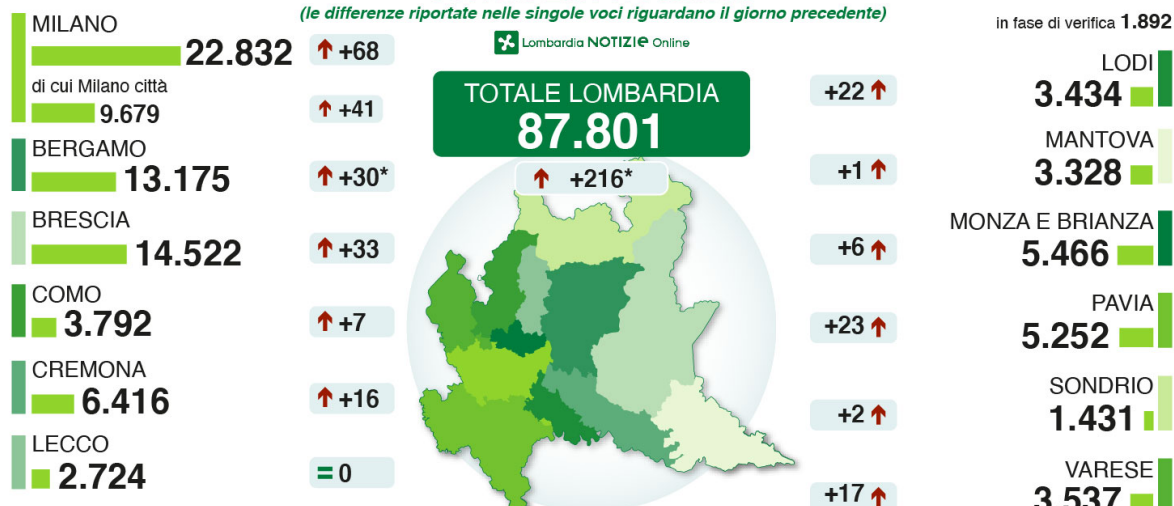 (le differenze riportate nelle singole voci riguardano il giorno precedente)
Lombardia NOTIZIE Online
in fase di verifica 1.892
TOTALE LOMBARDIA
87.801
+216*
MILANO
22.832
+68
di cui Milano città
9.679
+41
BERGAMO
13.175
+30*
BRESCIA
14.522
+33
COMO
3.792
+7
CREMONA
6.416
+16
LECCO
2.724
= 0
LODI
+22
3.434
MANTOVA
+1
3.328
MONZA E BRIANZA
+6
5.466
PAVIA
+23
5.252
SONDRIO
+2
1.431
VARESE
+17
3.537